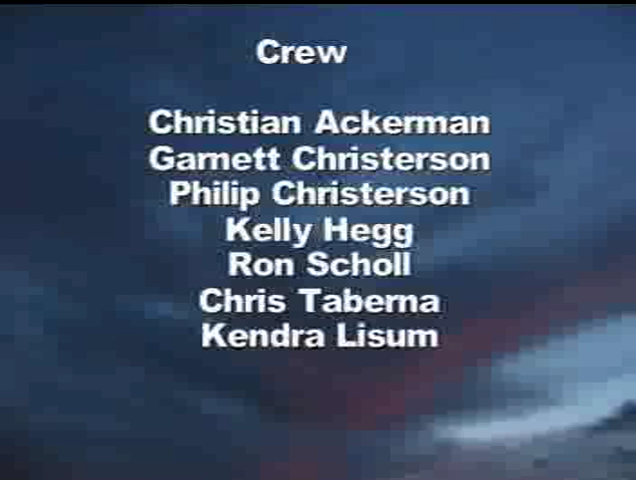 Crew
Christian Ackerman
Garnett Christerson
Philip Christerson
Kelly Hegg
Ron Scholl
Chris Taberna
Kendra Lisum